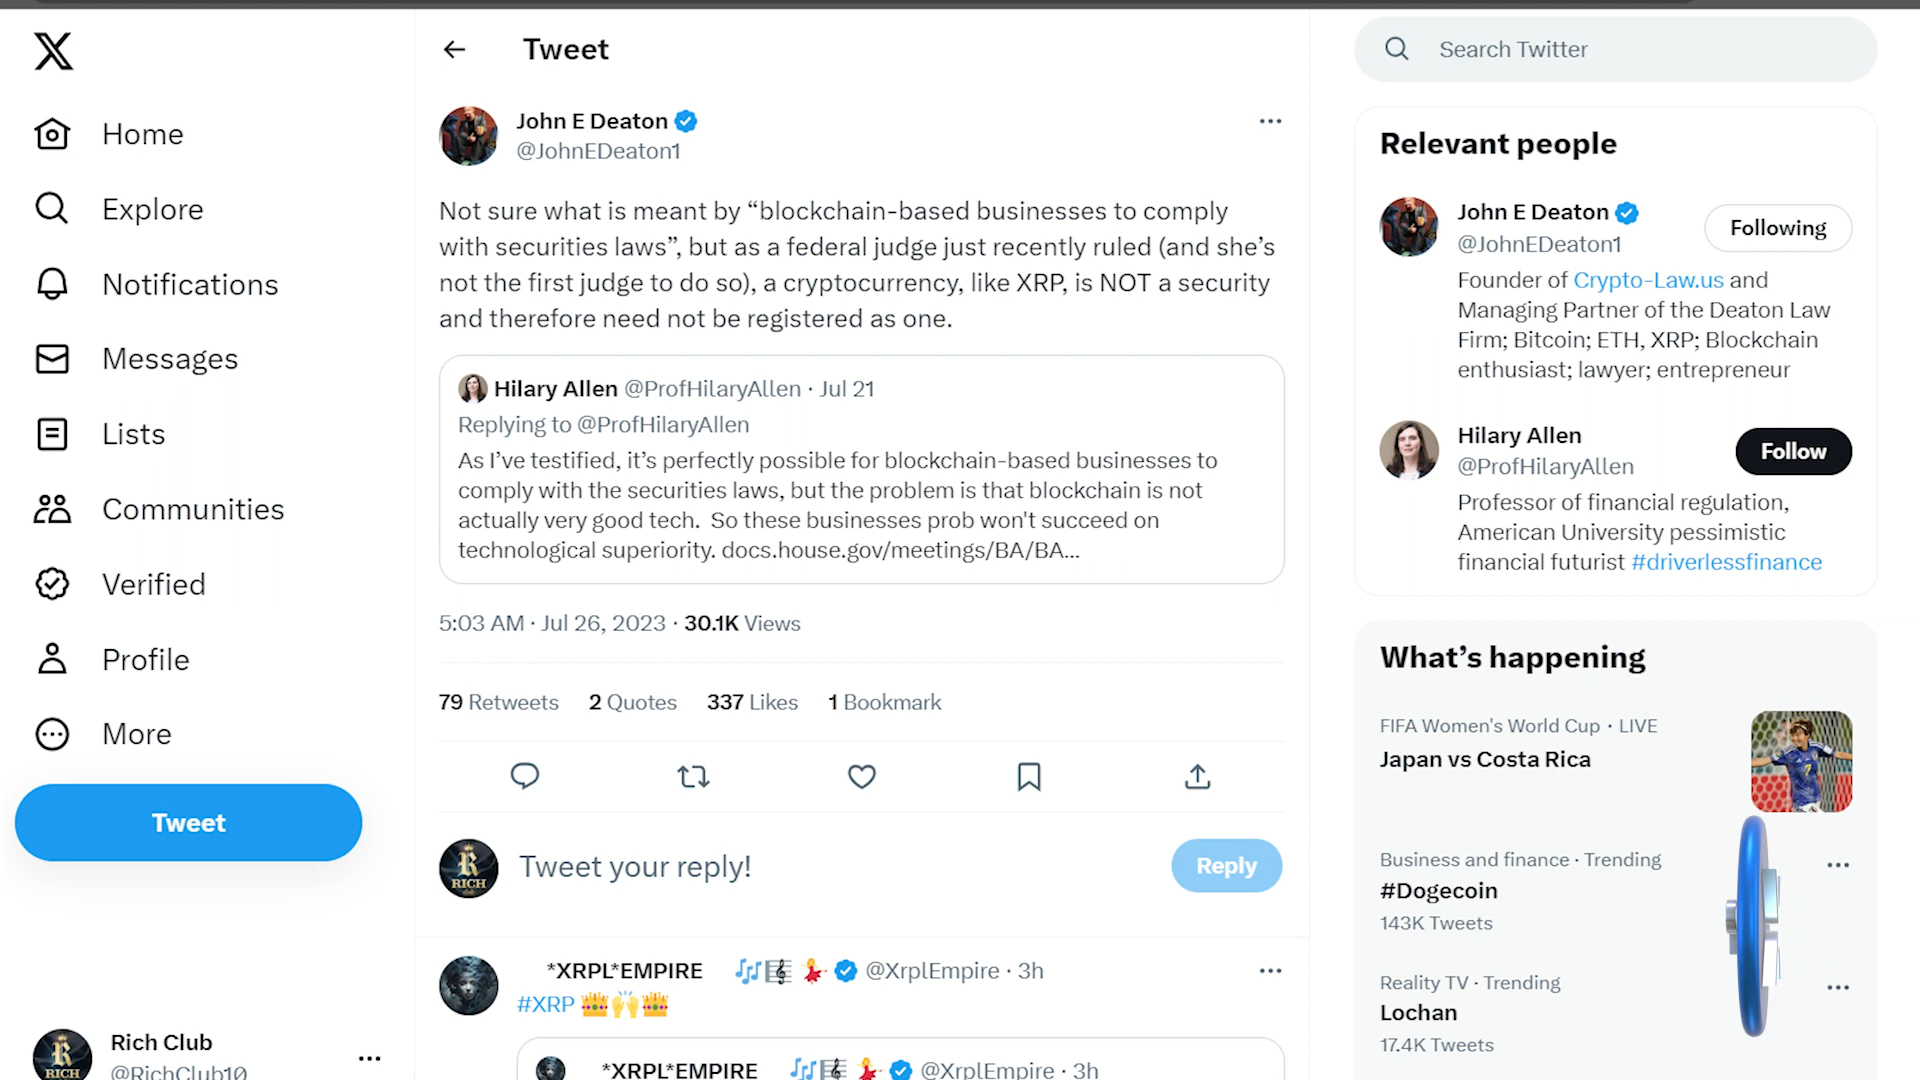 Home
Explore
Notifications
Messages
Lists
Communities
Verified
Profile
More
Tweet
Rich Club
@RichClub10
Tweet
John E Deaton
@JohnEDeaton1
Not sure what is meant by “blockchain-based businesses to comply
with securities laws”, but as a federal judge just recently ruled (and she’s
not the first judge to do so), a cryptocurrency, like XRP, is NOT a security
and therefore need not be registered as one.
Hilary Allen @ProfHilaryAllen · Jul 21
Replying to @ProfHilaryAllen
As I’ve testified, it’s perfectly possible for blockchain-based businesses to
comply with the securities laws, but the problem is that blockchain is not
actually very good tech.  So these businesses prob won't succeed on
technological superiority. docs.house.gov/meetings/BA/BA...
5:03 AM · Jul 26, 2023 · 30.1K Views
79 Retweets 2 Quotes 337 Likes 1 Bookmark
RICH
Tweet your reply!
Reply
*XRPL*EMPIRE @XrplEmpire · 3h
#XRP
*XRPL*EMPIRE @XrplEmpire · 3h
Search Twitter
Relevant people
John E Deaton
@JohnEDeaton1
Following
Founder of Crypto-Law.us and
Managing Partner of the Deaton Law
Firm; Bitcoin; ETH, XRP; Blockchain
enthusiast; lawyer; entrepreneur
Hilary Allen
@ProfHilaryAllen
Follow
Professor of financial regulation,
American University pessimistic
financial futurist #driverlessfinance
What’s happening
FIFA Women's World Cup · LIVE
Japan vs Costa Rica
Business and finance · Trending
#Dogecoin
143K Tweets
Reality TV · Trending
Lochan
17.4K Tweets
RICH